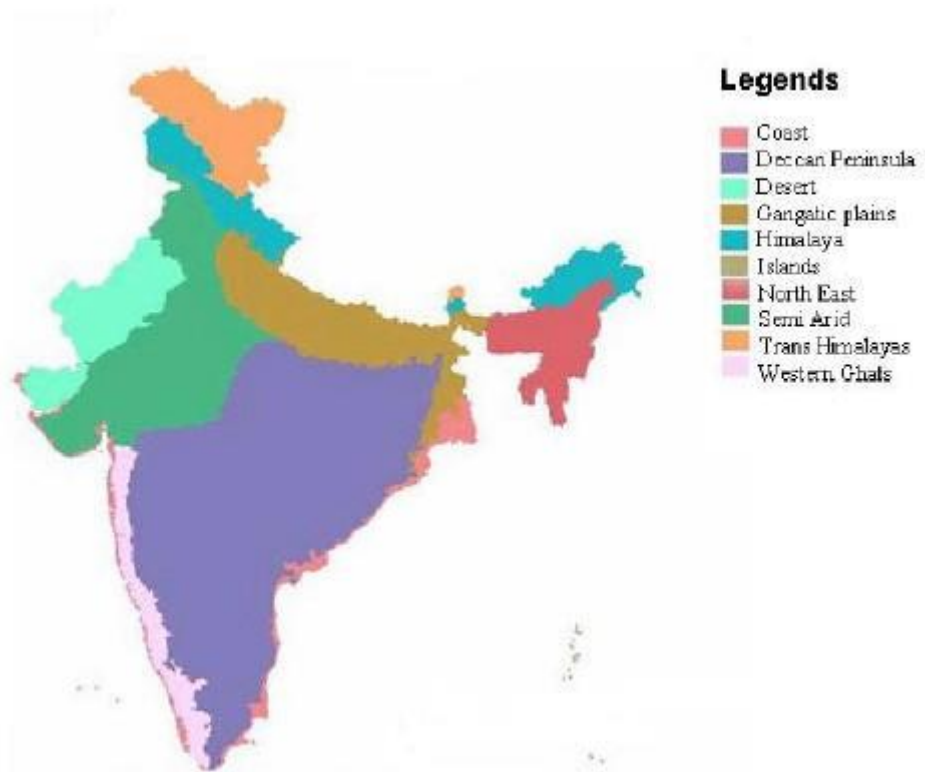 Legends
Coast
Deccan Peninsula
Desert
Gangatic plains
Himalaya
Islands
North East
Semi Arid
Trans Himalayas
Western Ghats